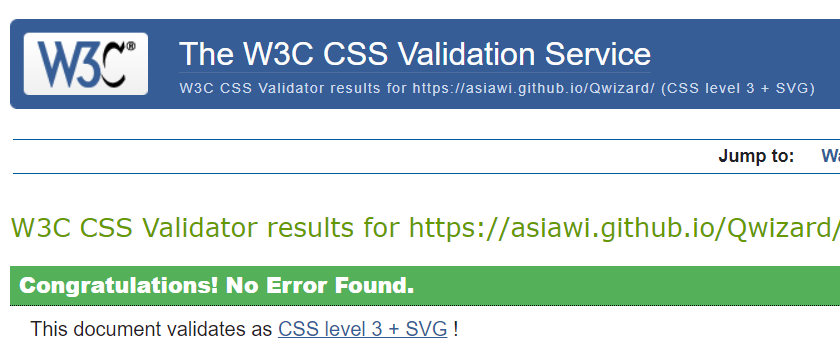 W3C®
The W3C CSS Validation Service
W3C CSS Validator results for https://asiawi.github.io/Qwizard/ (CSS level 3 + SVG)
Jump to:
W3C CSS Validator results for https://asiawi.github.io/Qwizard/
Congratulations! No Error Found.
This document validates as CSS level 3 + SVG !